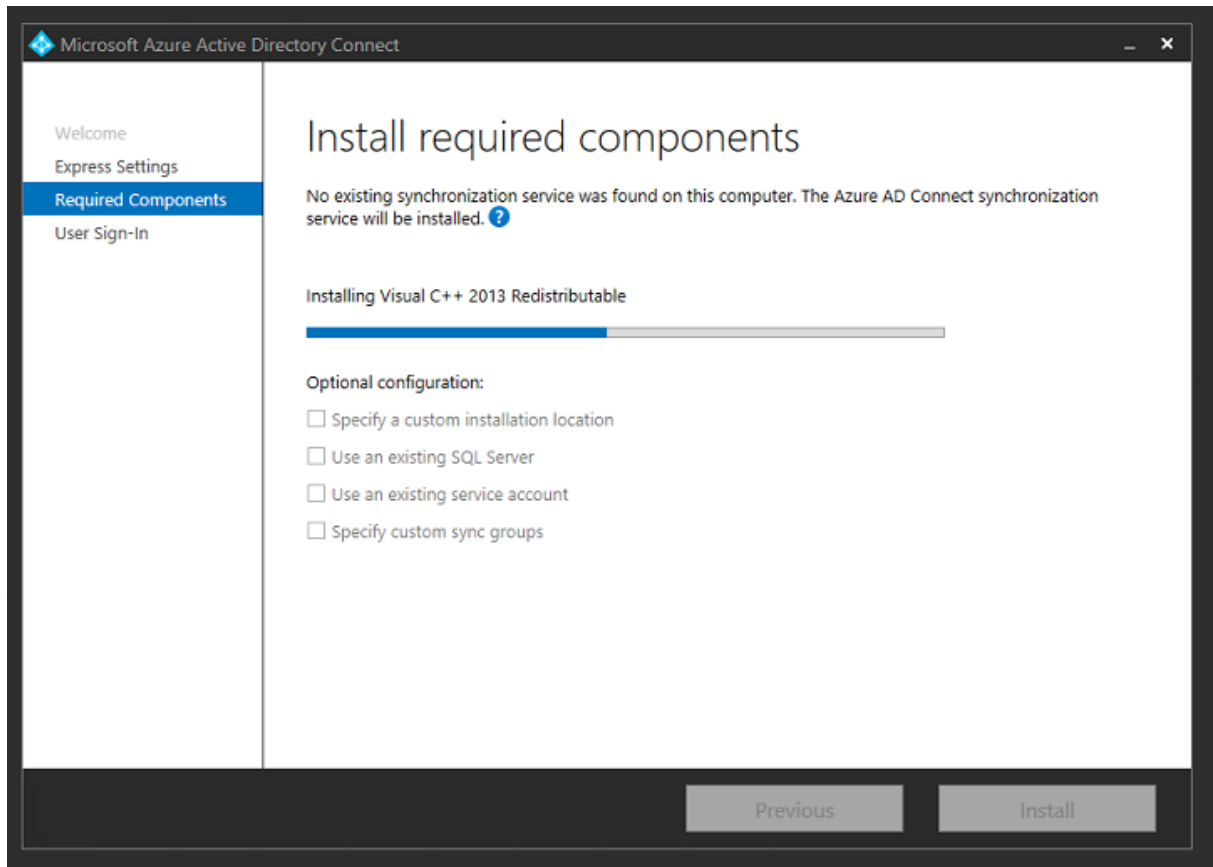 Microsoft Azure Active Directory Connect
Welcome
Express Settings
Required Components
User Sign-In
Install required components
No existing synchronization service was found on this computer. The Azure AD Connect synchronization
service will be installed. ?
Installing Visual C++ 2013 Redistributable
Optional configuration:
Specify a custom installation location
Use an existing SQL Server
Use an existing service account
Specify custom sync groups
Previous
Install